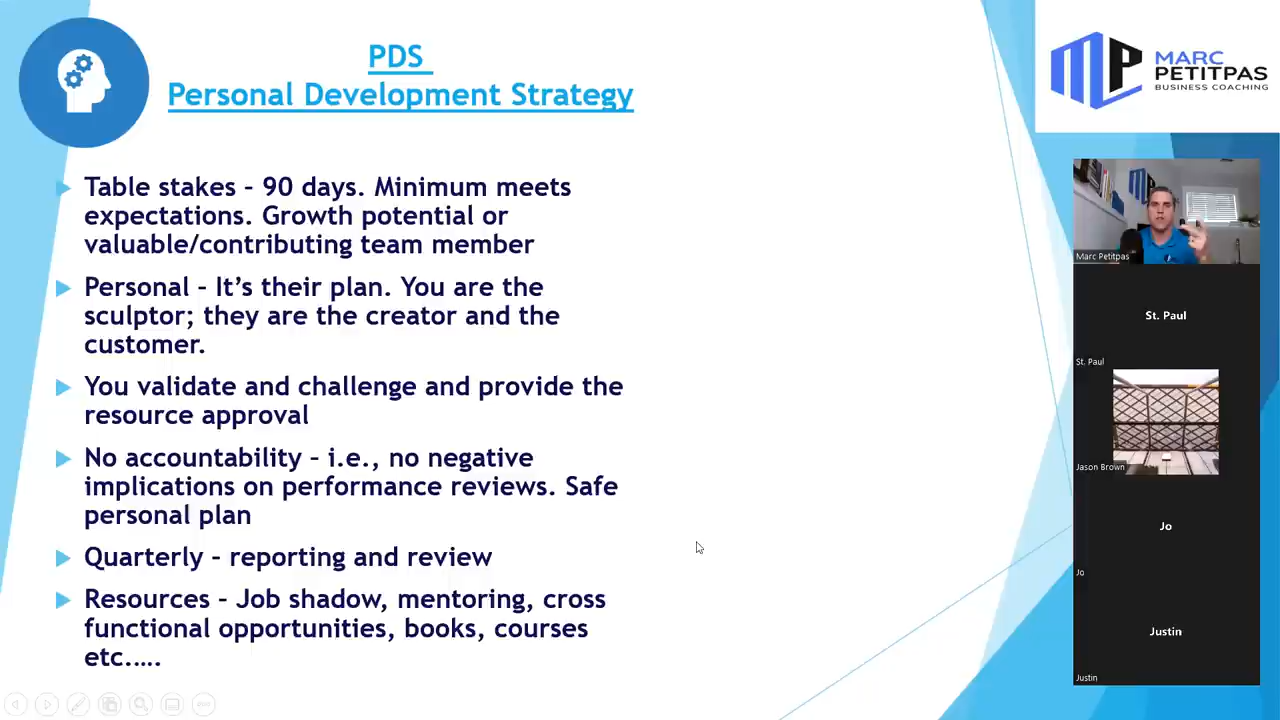 PDS
Personal Development Strategy
MARC
PETITPAS
BUSINESS COACHING
Table stakes – 90 days. Minimum meets
expectations. Growth potential or
valuable/contributing team member
Personal – It’s their plan. You are the
sculptor; they are the creator and the
customer.
You validate and challenge and provide the
resource approval
No accountability – i.e., no negative
implications on performance reviews. Safe
personal plan
Quarterly – reporting and review
Resources – Job shadow, mentoring, cross
functional opportunities, books, courses
etc.….
Marc Petitpas
St. Paul
St. Paul
Jason Brown
Jo
Jo
Justin
Justin